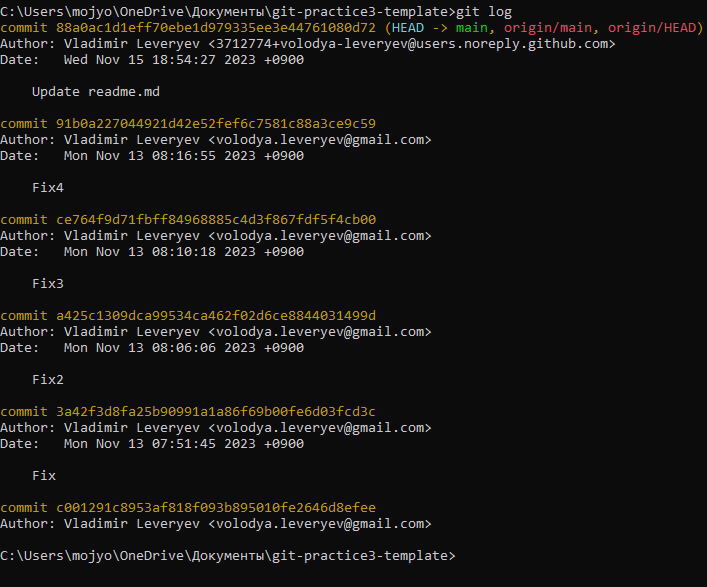 C:\Users\mojyo\OneDrive\Документы\git-practice3-template>git log
commit 88a0ac1d1eff70ebe1d979335ee3e44761080d72 (HEAD -> main, origin/main, origin/HEAD)
Author: Vladimir Leveryev <3712774+volodya-leveryev@users.noreply.github.com>
Date:   Wed Nov 15 18:54:27 2023 +0900

    Update readme.md

commit 91b0a227044921d42e52fef6c7581c88a3ce9c59
Author: Vladimir Leveryev <volodya.leveryev@gmail.com>
Date:   Mon Nov 13 08:16:55 2023 +0900

    Fix4

commit ce764f9d71fbff84968885c4d3f867fdf5f4cb00
Author: Vladimir Leveryev <volodya.leveryev@gmail.com>
Date:   Mon Nov 13 08:10:18 2023 +0900

    Fix3

commit a425c1309dca99534ca462f02d6ce8844031499d
Author: Vladimir Leveryev <volodya.leveryev@gmail.com>
Date:   Mon Nov 13 08:06:06 2023 +0900

    Fix2

commit 3a42f3d8fa25b90991a1a86f69b00fe6d03fcd3c
Author: Vladimir Leveryev <volodya.leveryev@gmail.com>
Date:   Mon Nov 13 07:51:45 2023 +0900

    Fix

commit c001291c8953af818f093b895010fe2646d8efee
Author: Vladimir Leveryev <volodya.leveryev@gmail.com>

C:\Users\mojyo\OneDrive\Документы\git-practice3-template>